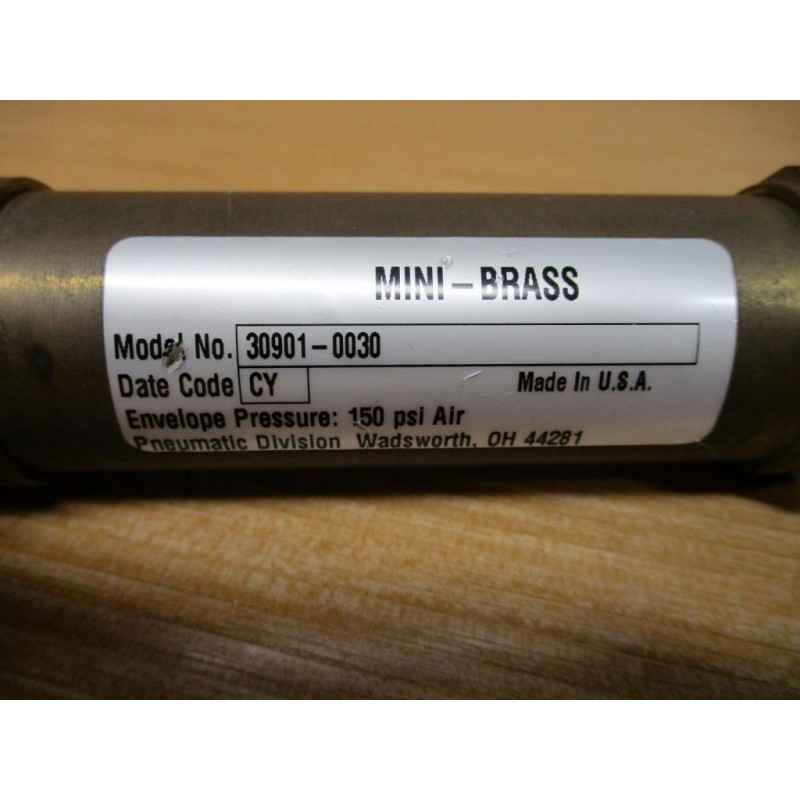 MINI-BRASS
Model No. 30901-0030
Date Code CY Made In U.S.A.
Envelope Pressure: 150 psi Air
Pneumatic Division Wadsworth, OH 44281